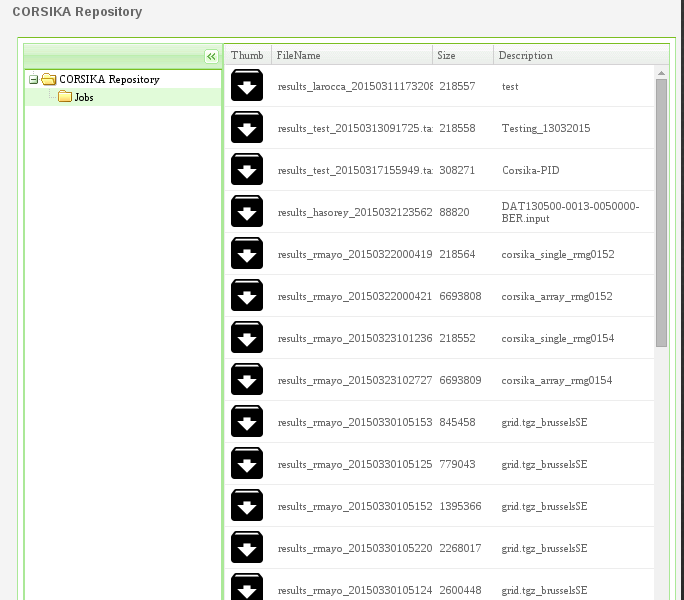 CORSIKA Repository
Thumb FileName Size Description
CORSIKA Repository
Jobs
results_larocca_20150311173208 218557 test
results_test_20150313091725.ta: 218558 Testing_13032015
results_test_20150317155949.ta: 308271 Corsika-PID
results_hasorey_2015032123562 88820 DAT130500-0013-0050000-
BER.input
results_rmayo_20150322000419 218564 corsika_single_rmg0152
results_rmayo_20150322000421 6693808 corsika_array_rmg0152
results_rmayo_20150323101236 218552 corsika_single_rmg0154
results_rmayo_20150323102727 6693809 corsika_array_rmg0154
results_rmayo_20150330105153 845458 grid.tgz_brusselsSE
results_rmayo_20150330105125 779043 grid.tgz_brusselsSE
results_rmayo_20150330105152 1395366 grid.tgz_brusselsSE
results_rmayo_20150330105220 2268017 grid.tgz_brusselsSE
results_rmayo_20150330105124 2600448 grid.tgz_brusselsSE